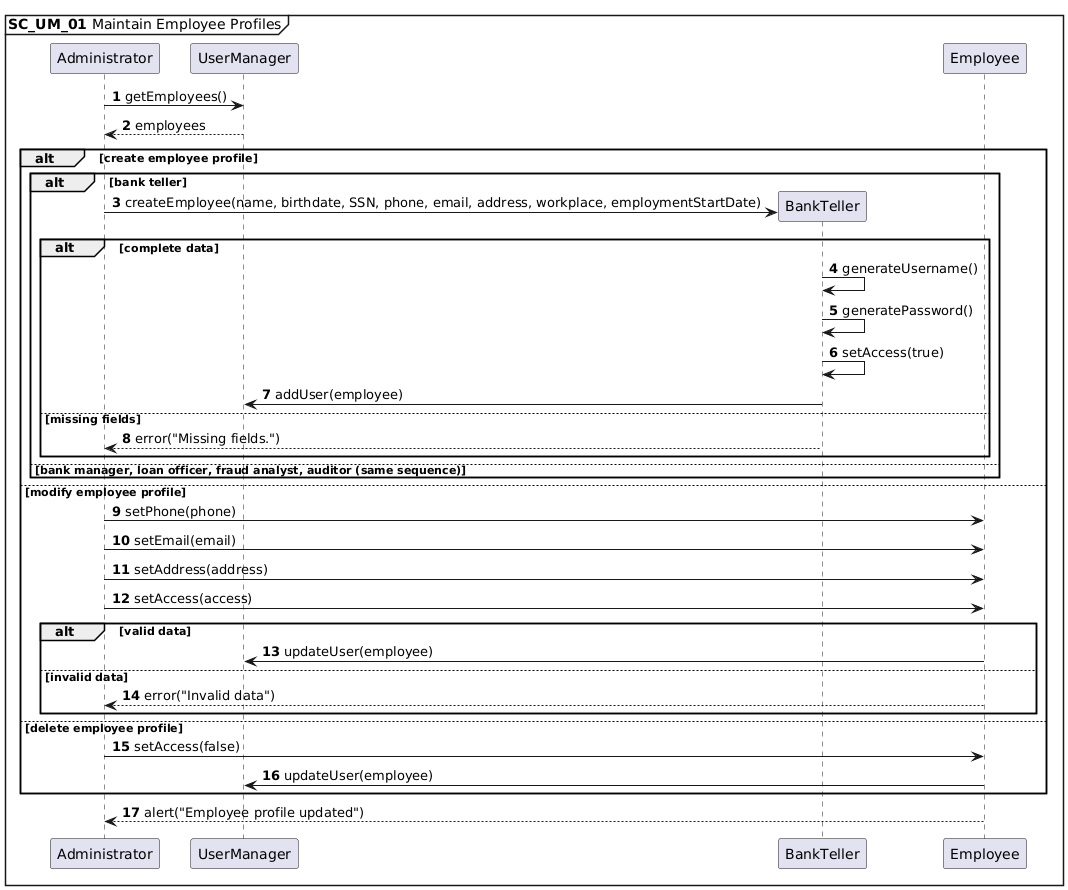 SC_UM_01 Maintain Employee Profiles
Administrator
UserManager
Employee
1 getEmployees()
2 employees
alt [create employee profile]
alt [bank teller]
3 createEmployee(name, birthdate, SSN, phone, email, address, workplace, employmentStartDate)
BankTeller
alt [complete data]
4 generateUsername()
5 generatePassword()
6 setAccess(true)
7 addUser(employee)
[missing fields]
8 error("Missing fields.")
[bank manager, loan officer, fraud analyst, auditor (same sequence)]
[modify employee profile]
9 setPhone(phone)
10 setEmail(email)
11 setAddress(address)
12 setAccess(access)
alt [valid data]
13 updateUser(employee)
[invalid data]
14 error("Invalid data")
[delete employee profile]
15 setAccess(false)
16 updateUser(employee)
17 alert("Employee profile updated")
Administrator
UserManager
BankTeller
Employee